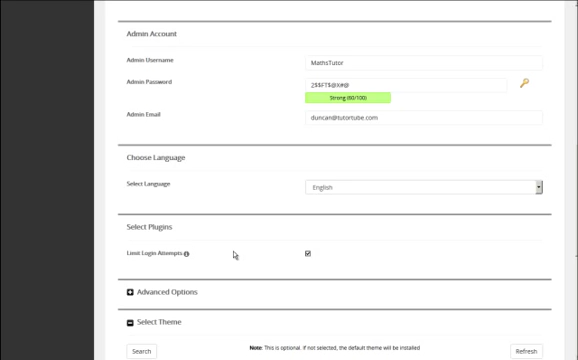 Admin Account
Admin Username
MathsTutor
Admin Password
2$$FT$@X#@
Strong (60/100)
Admin Email
duncan@tutortube.com
Choose Language
Select Language
English
Select Plugins
Limit Login Attempts
Advanced Options
Select Theme
Search
Note: This is optional. If not selected, the default theme will be installed
Refresh